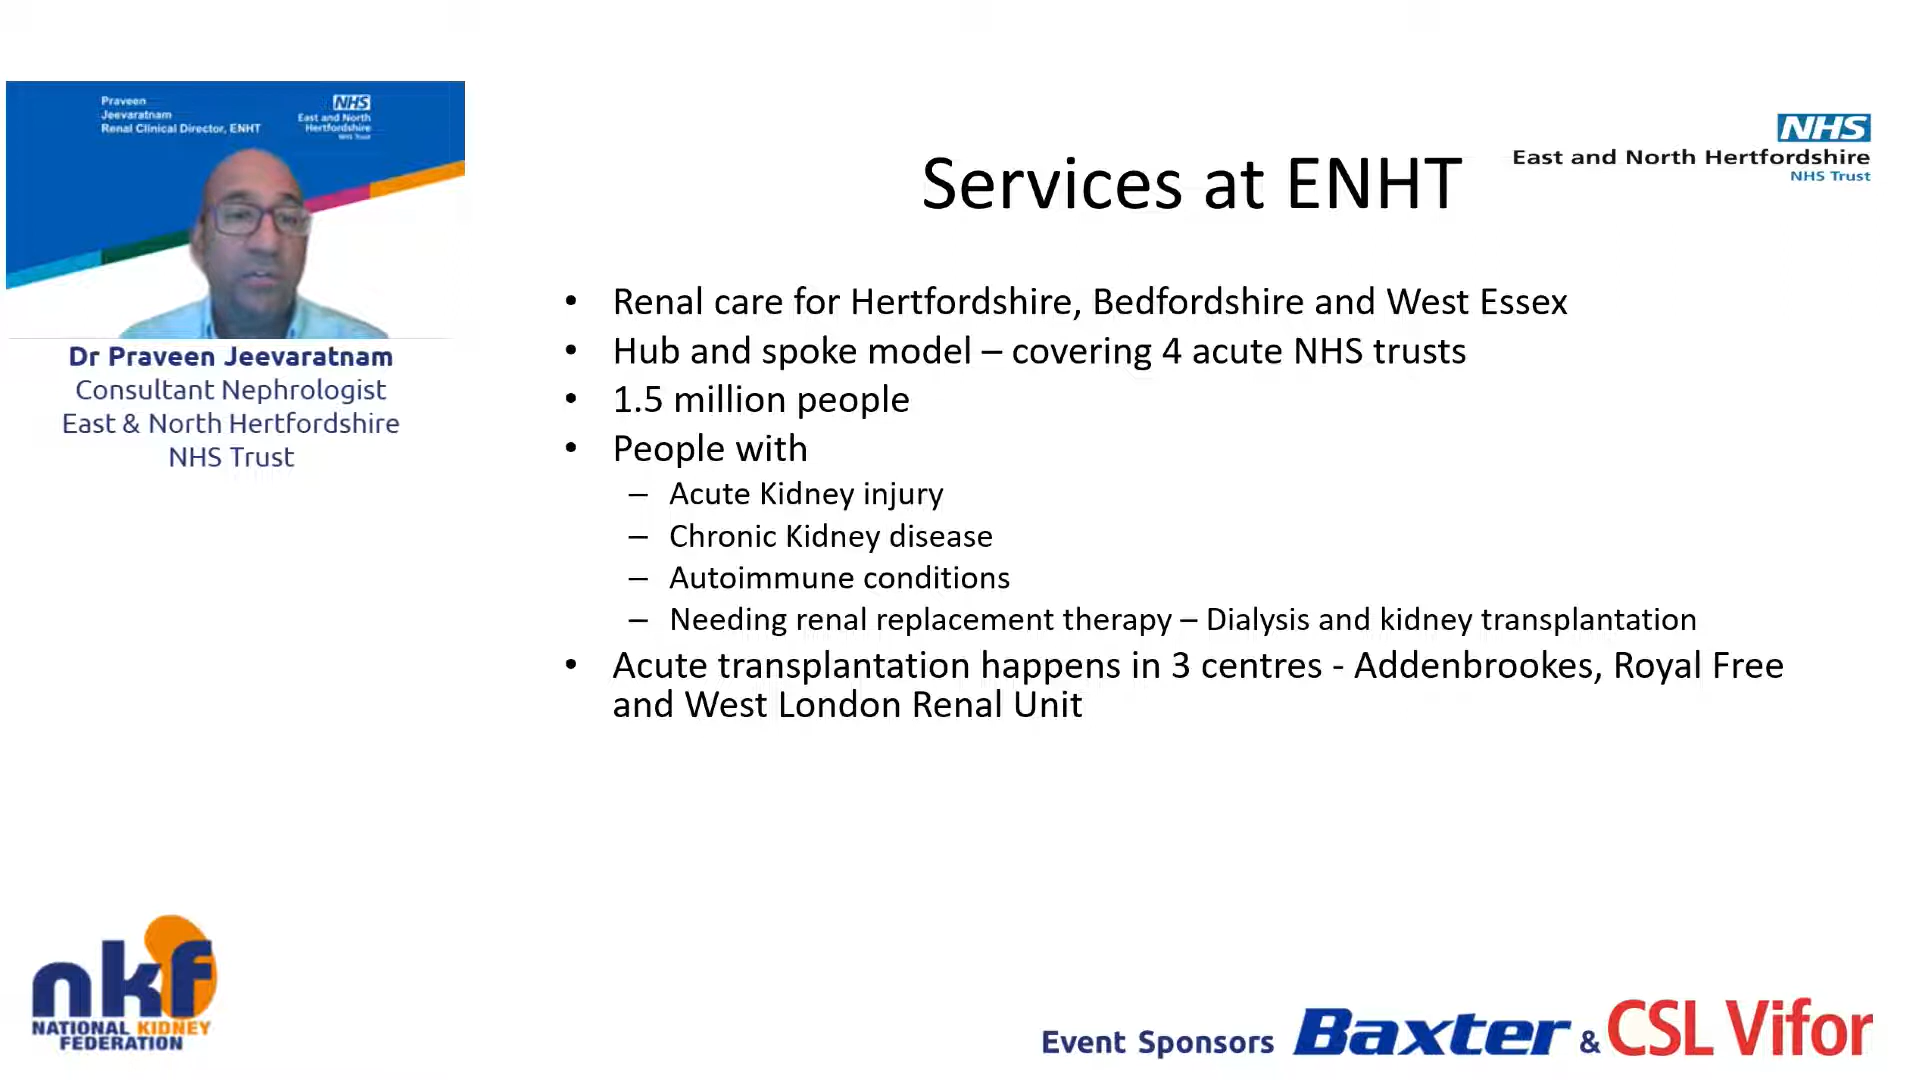 Praveen
Jeevaratnam
Renal Clinical Director, ENHT
NHS
East and North
Hertfordshire
NHS Trust
Dr Praveen Jeevaratnam
Consultant Nephrologist
East & North Hertfordshire
NHS Trust
NHS
East and North Hertfordshire
NHS Trust
Services at ENHT
• Renal care for Hertfordshire, Bedfordshire and West Essex
• Hub and spoke model – covering 4 acute NHS trusts
• 1.5 million people
• People with
– Acute Kidney injury
– Chronic Kidney disease
– Autoimmune conditions
– Needing renal replacement therapy – Dialysis and kidney transplantation
• Acute transplantation happens in 3 centres - Addenbrookes, Royal Free
and West London Renal Unit
nkf
NATIONAL KIDNEY
FEDERATION
Event Sponsors Baxter & CSL Vifor